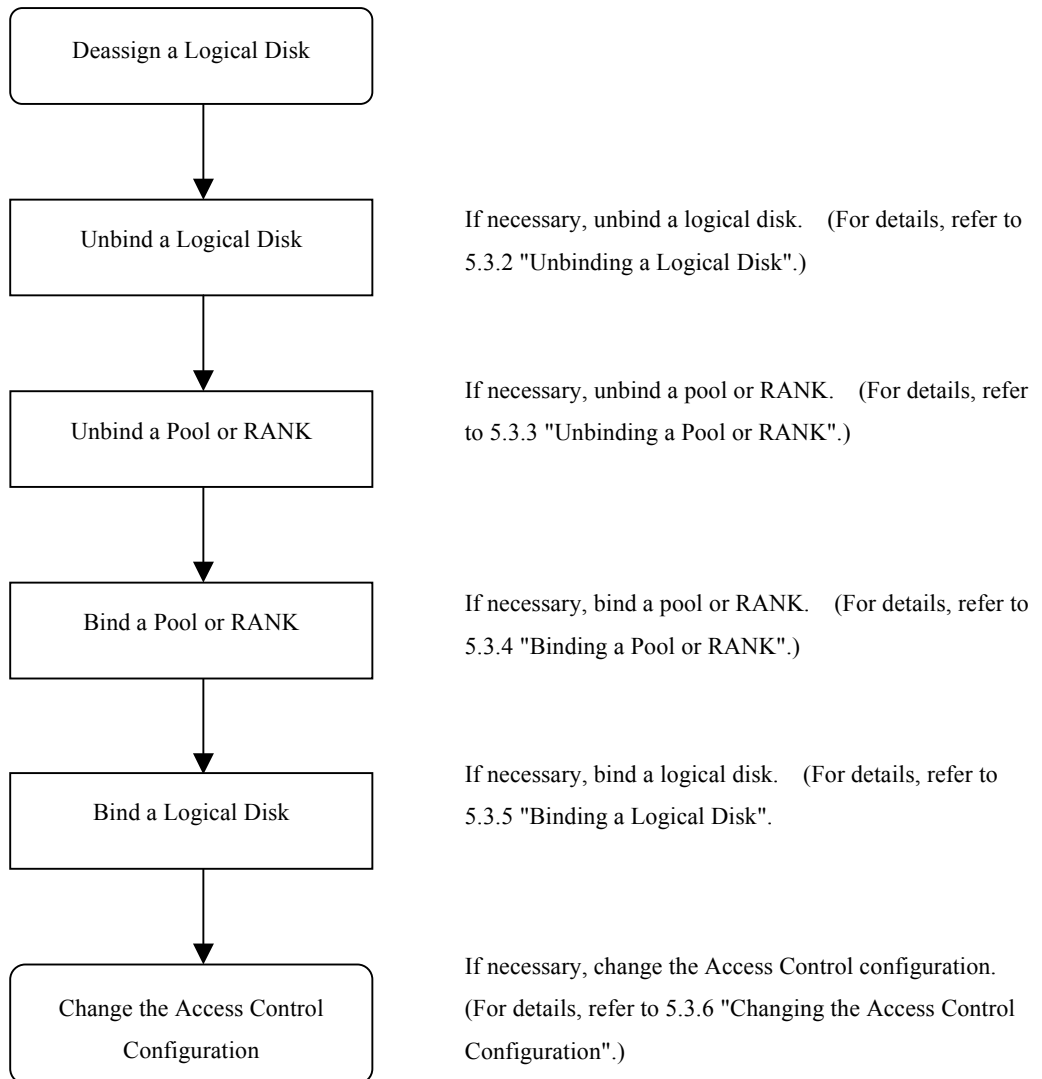 Deassign a Logical Disk
Unbind a Logical Disk
If necessary, unbind a logical disk. (For details, refer to
5.3.2 "Unbinding a Logical Disk".)
Unbind a Pool or RANK
If necessary, unbind a pool or RANK. (For details, refer
to 5.3.3 "Unbinding a Pool or RANK".)
Bind a Pool or RANK
If necessary, bind a pool or RANK. (For details, refer to
5.3.4 "Binding a Pool or RANK".)
Bind a Logical Disk
If necessary, bind a logical disk. (For details, refer to
5.3.5 "Binding a Logical Disk".
Change the Access Control
Configuration
If necessary, change the Access Control configuration.
(For details, refer to 5.3.6 "Changing the Access Control
Configuration".)